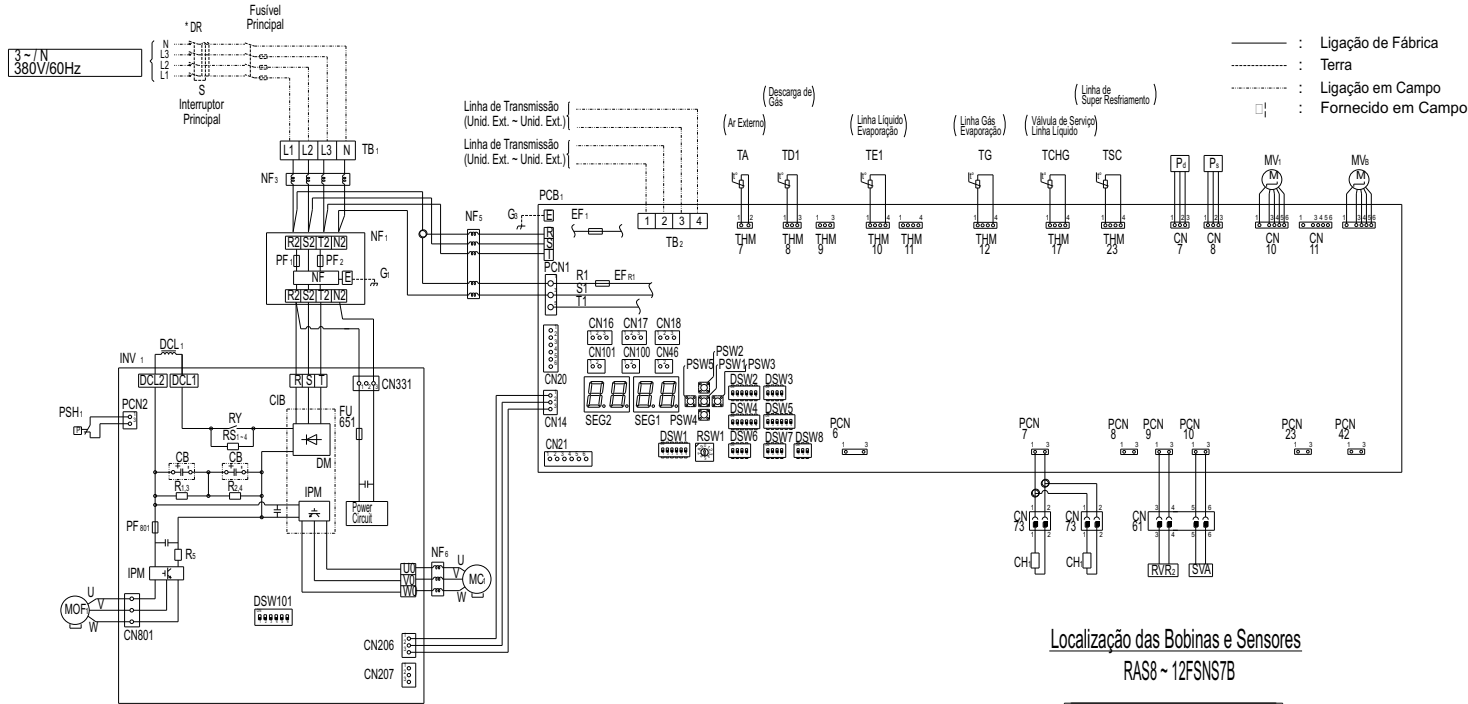 * DR
Fusível
Principal
3 ~ / N
380V/60Hz
N
L3
L2
L1
S
Interruptor
Principal
L1 L2 L3 N TB1
NF3
R2 S2 T2 N2 NF1
PF1 PF2
NF E G1
R2 S2 T2 N2
Linha de Transmissão
(Unid. Ext. ~ Unid. Ext.)
Linha de Transmissão
(Unid. Ext. ~ Unid. Ext.)
NF5
PCB1
G3 E EF1
R
S
T
1 2 3 4
TB2
PCN1
R1 EFR1
S1
T1
(Ar Externo)
TA
THM
7
(Descarga de
Gás)
TD1
THM
8
THM
9
(Linha Líquido
Evaporação)
TE1
THM
10
THM
11
(Linha Gás
Evaporação)
TG
THM
12
(Válvula de Serviço
Linha Líquido)
TCHG
THM
17
(Linha de
Super Resfriamento)
TSC
THM
23
Pd
CN
7
Ps
CN
8
MV1
M
CN
10
CN
11
MVB
M
: Ligação de Fábrica
: Terra
: Ligação em Campo
: Fornecido em Campo
CN16 CN17 CN18
CN101 CN100 CN46
CN20
CN14
CN21
SEG2 SEG1
PSW2
PSW5 PSW1 PSW3
PSW4
DSW2 DSW3
DSW4 DSW5
DSW1 RSW1 DSW6 DSW7 DSW8
PCN
6
PCN
7
PCN
8
PCN
9
PCN
10
PCN
23
PCN
42
CN
73
CN
73
CH1
CH1
CN
61
RVR2 SVA
INV 1
DCL1
DCL2 DCL1
R S T
CN331
PSH1
P
PCN2
CIB
FU
651
RY
RS1~4
DM
CB CB
R1,3 R2,4
IPM
Power
Circuit
PF801
R5
IPM
MOF1
U
V
W
CN801
DSW101
U0
V0
W0
NF6
U
V
W
MC1
CN206
CN207
Localização das Bobinas e Sensores
RAS8 ~ 12FSNS7B